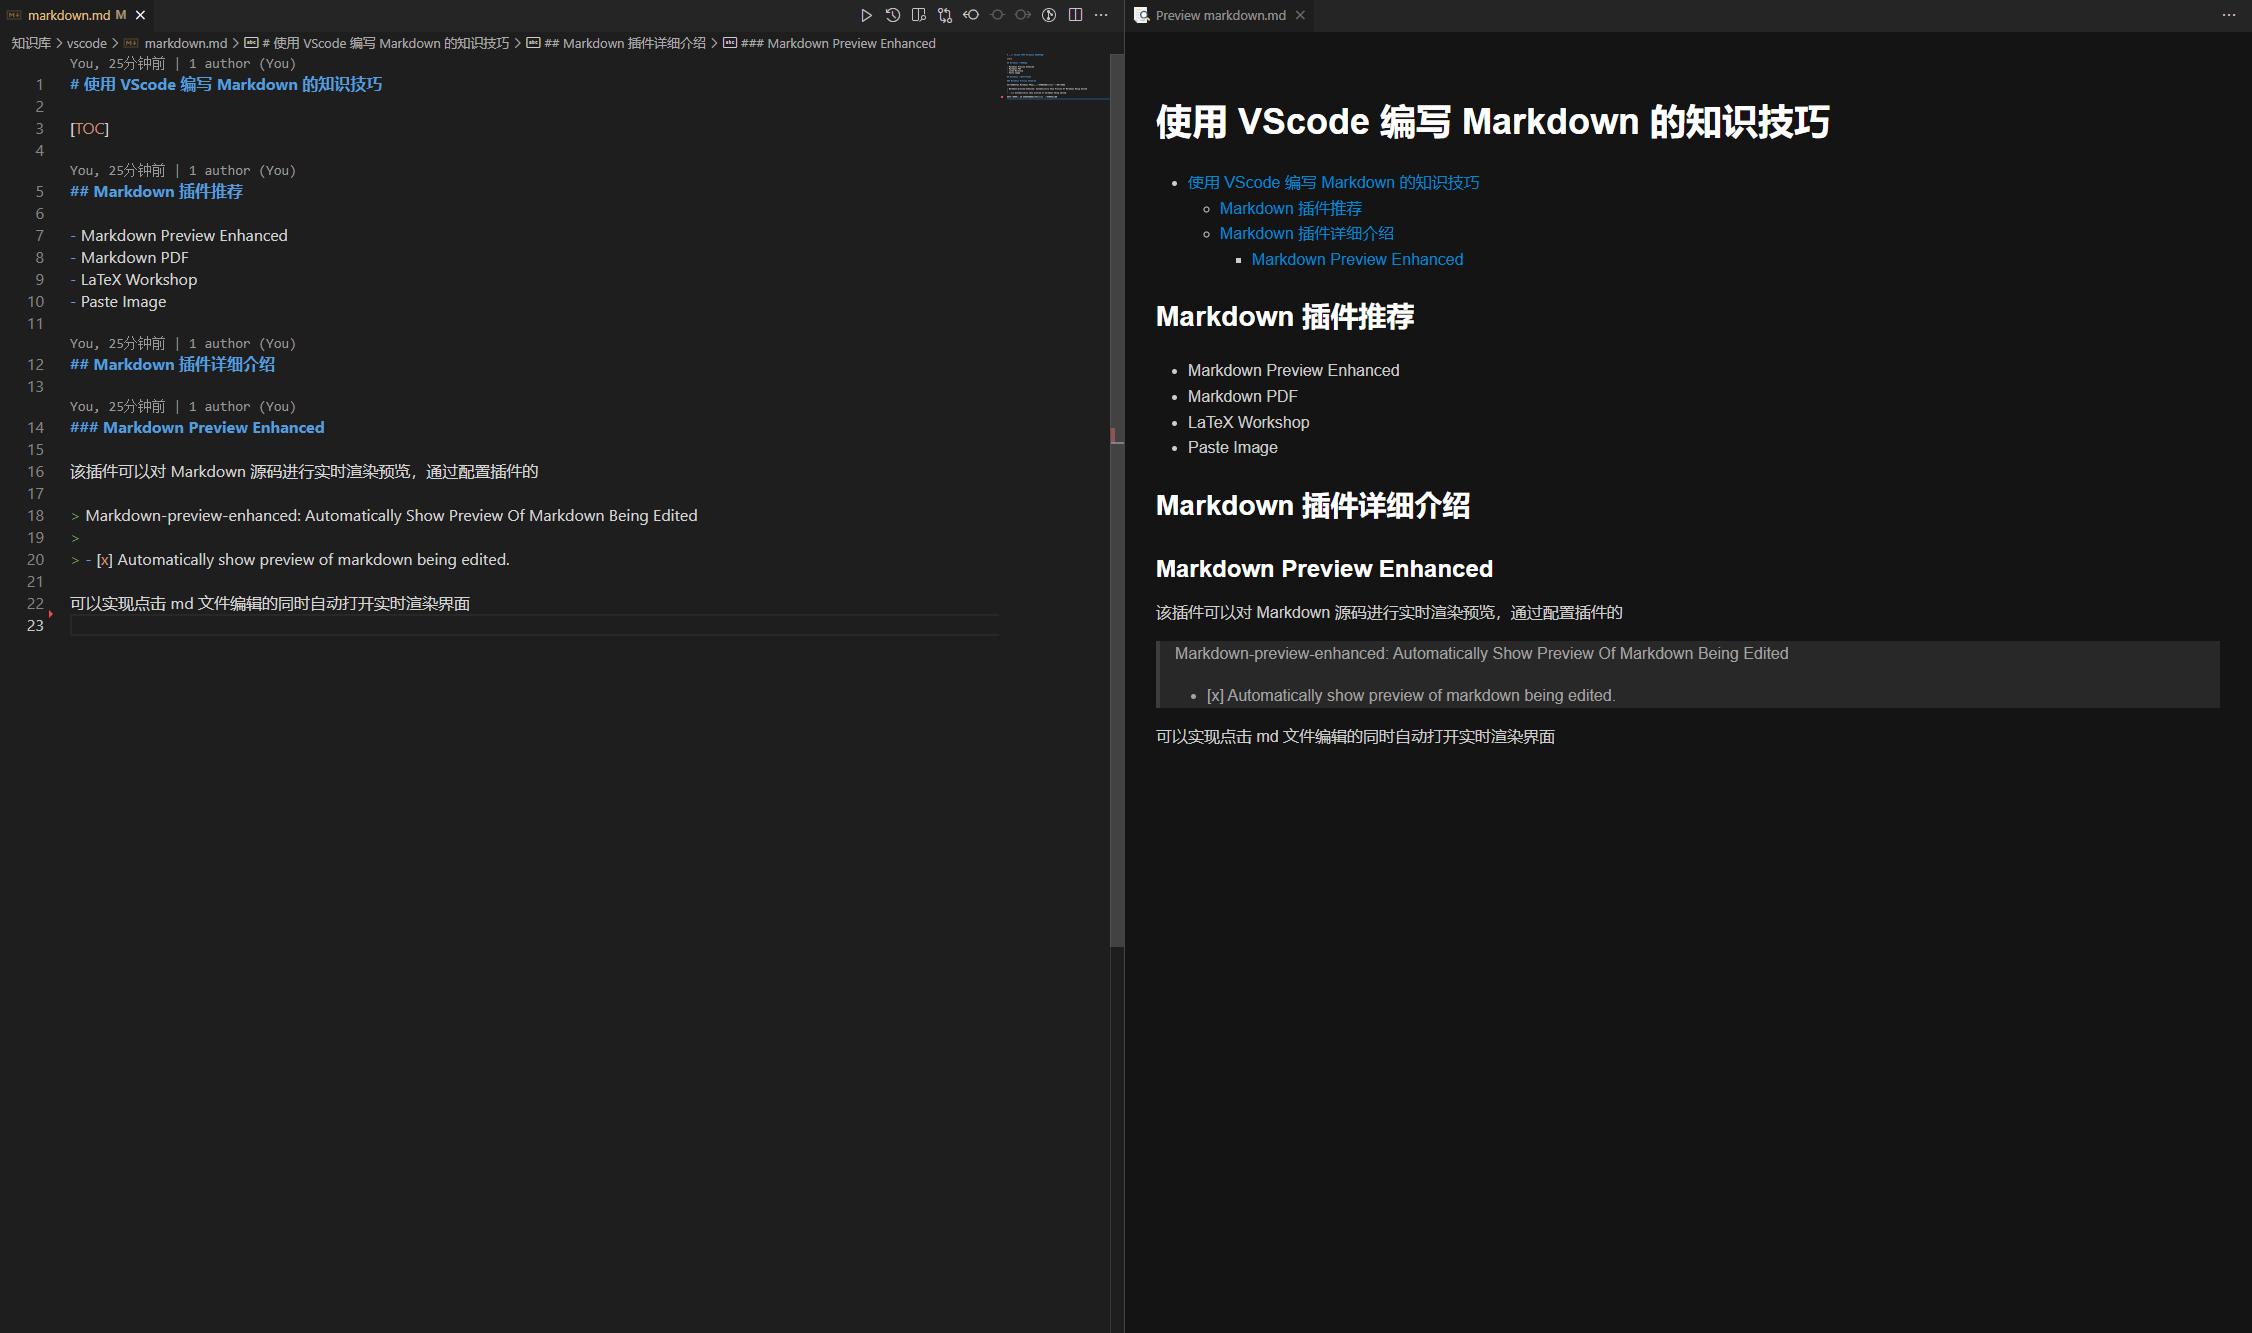 markdown.md M
知识库 > vscode > markdown.md > # 使用 VScode 编写 Markdown 的知识技巧 > ## Markdown 插件详细介绍 > ### Markdown Preview Enhanced
You, 25分钟前 | 1 author (You)
1 # 使用 VScode 编写 Markdown 的知识技巧
2
3 [TOC]
4
You, 25分钟前 | 1 author (You)
5 ## Markdown 插件推荐
6
7 - Markdown Preview Enhanced
8 - Markdown PDF
9 - LaTeX Workshop
10 - Paste Image
11
You, 25分钟前 | 1 author (You)
12 ## Markdown 插件详细介绍
13
You, 25分钟前 | 1 author (You)
14 ### Markdown Preview Enhanced
15
16 该插件可以对 Markdown 源码进行实时渲染预览，通过配置插件的
17
18 > Markdown-preview-enhanced: Automatically Show Preview Of Markdown Being Edited
19 >
20 > - [x] Automatically show preview of markdown being edited.
21
22 可以实现点击 md 文件编辑的同时自动打开实时渲染界面
23
Preview markdown.md
使用 VScode 编写 Markdown 的知识技巧
使用 VScode 编写 Markdown 的知识技巧
Markdown 插件推荐
Markdown 插件详细介绍
Markdown Preview Enhanced
Markdown 插件推荐
Markdown Preview Enhanced
Markdown PDF
LaTeX Workshop
Paste Image
Markdown 插件详细介绍
Markdown Preview Enhanced
该插件可以对 Markdown 源码进行实时渲染预览，通过配置插件的
Markdown-preview-enhanced: Automatically Show Preview Of Markdown Being Edited
[x] Automatically show preview of markdown being edited.
可以实现点击 md 文件编辑的同时自动打开实时渲染界面